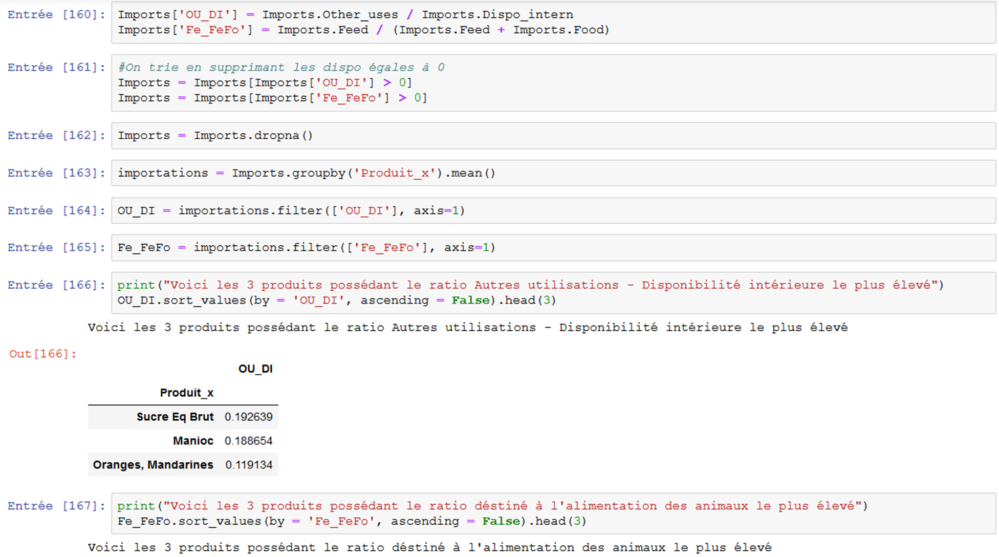 Entrée [160]: Imports['OU_DI'] = Imports.Other_uses / Imports.Dispo_intern
Imports['Fe_FeFo'] = Imports.Feed / (Imports.Feed + Imports.Food)
Entrée [161]: #On trie en supprimant les dispo égales à 0
Imports = Imports[Imports['OU_DI'] > 0]
Imports = Imports[Imports['Fe_FeFo'] > 0]
Entrée [162]: Imports = Imports.dropna()
Entrée [163]: importations = Imports.groupby('Produit_x').mean()
Entrée [164]: OU_DI = importations.filter(['OU_DI'], axis=1)
Entrée [165]: Fe_FeFo = importations.filter(['Fe_FeFo'], axis=1)
Entrée [166]: print("Voici les 3 produits possédant le ratio Autres utilisations - Disponibilité intérieure le plus élevé")
OU_DI.sort_values(by = 'OU_DI', ascending = False).head(3)
Voici les 3 produits possédant le ratio Autres utilisations - Disponibilité intérieure le plus élevé
Out[166]:
OU_DI
Produit_x
Sucre Eq Brut 0.192639
Manioc 0.188654
Oranges, Mandarines 0.119134
Entrée [167]: print("Voici les 3 produits possédant le ratio déstiné à l'alimentation des animaux le plus élevé")
Fe_FeFo.sort_values(by = 'Fe_FeFo', ascending = False).head(3)
Voici les 3 produits possédant le ratio déstiné à l'alimentation des animaux le plus élevé